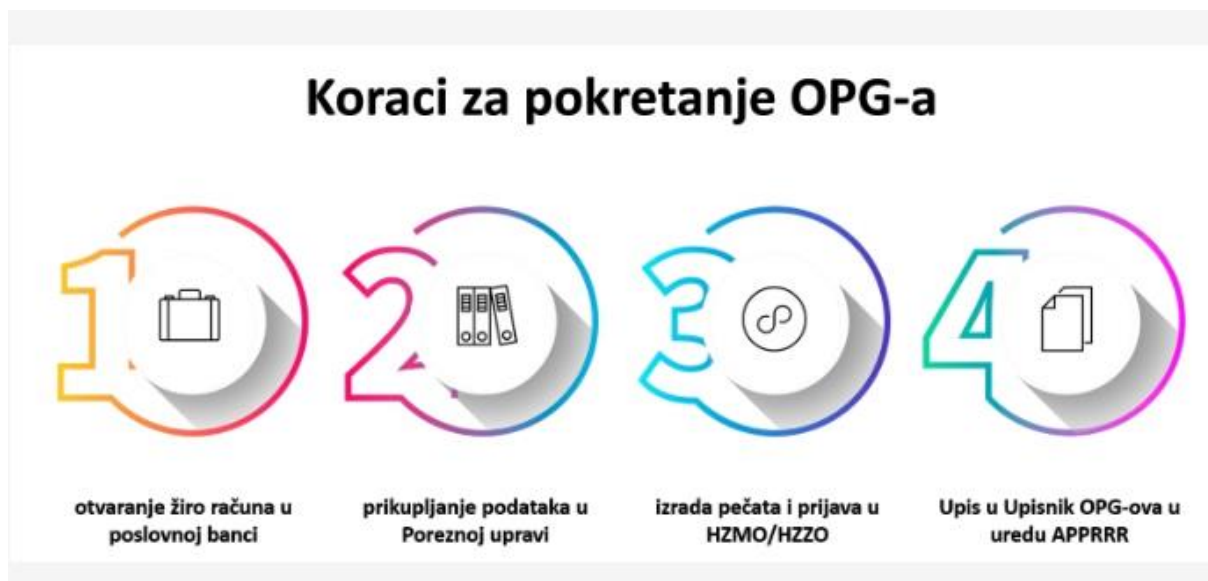 Koraci za pokretanje OPG-a
1
otvaranje žiro računa u
poslovnoj banci
2
prikupljanje podataka u
Poreznoj upravi
3
izrada pečata i prijava u
HZMO/HZZO
4
Upis u Upisnik OPG-ova u
uredu APPRRR